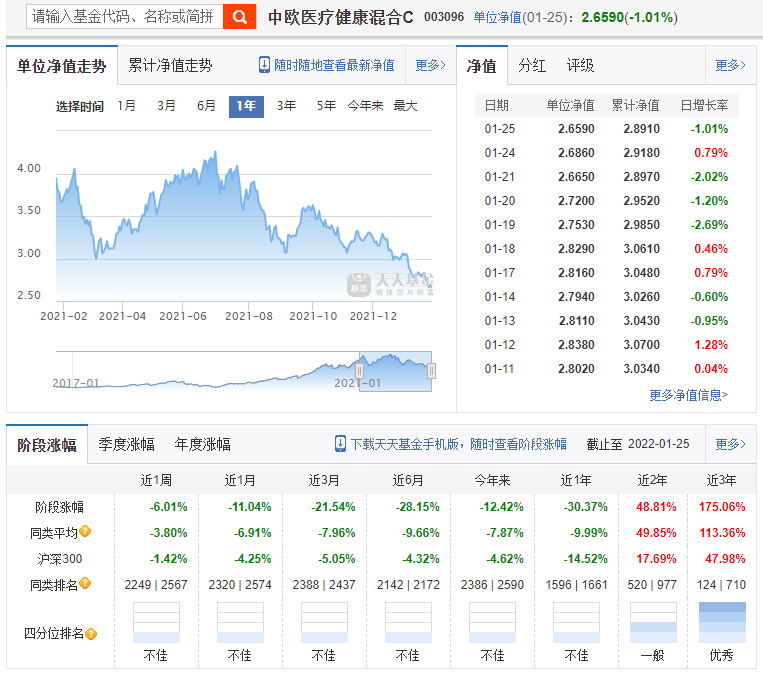 请输入基金代码、名称或简拼 中欧医疗健康混合C 003096 单位净值(01-25)： 2.6590(-1.01%)
单位净值走势 累计净值走势 随时随地查看最新净值 更多>
选择时间 1月 3月 6月 1年 3年 5年 今年来 最大
4.00
3.50
3.00
2.50
天天基金
基金
链接您与财富
2021-02 2021-04 2021-06 2021-08 2021-10 2021-12
2017-01 2021-01
净值 分红 评级 更多>
日期 单位净值 累计净值 日增长率
01-25 2.6590 2.8910 -1.01%
01-24 2.6860 2.9180 0.79%
01-21 2.6650 2.8970 -2.02%
01-20 2.7200 2.9520 -1.20%
01-19 2.7530 2.9850 -2.69%
01-18 2.8290 3.0610 0.46%
01-17 2.8160 3.0480 0.79%
01-14 2.7940 3.0260 -0.60%
01-13 2.8110 3.0430 -0.95%
01-12 2.8380 3.0700 1.28%
01-11 2.8020 3.0340 0.04%
更多净值信息>
阶段涨幅 季度涨幅 年度涨幅 下载天天基金手机版，随时查看阶段涨幅 截止至 2022-01-25 更多>
近1周 近1月 近3月 近6月 今年来 近1年 近2年 近3年
阶段涨幅 -6.01% -11.04% -21.54% -28.15% -12.42% -30.37% 48.81% 175.06%
同类平均 -3.80% -6.91% -7.96% -9.66% -7.87% -9.99% 49.85% 113.36%
沪深300 -1.42% -4.25% -5.05% -4.32% -4.62% -14.52% 17.69% 47.98%
同类排名 2249 | 2567 2320 | 2574 2388 | 2437 2142 | 2172 2386 | 2590 1596 | 1661 520 | 977 124 | 710
四分位排名 不佳 不佳 不佳 不佳 不佳 不佳 一般 优秀